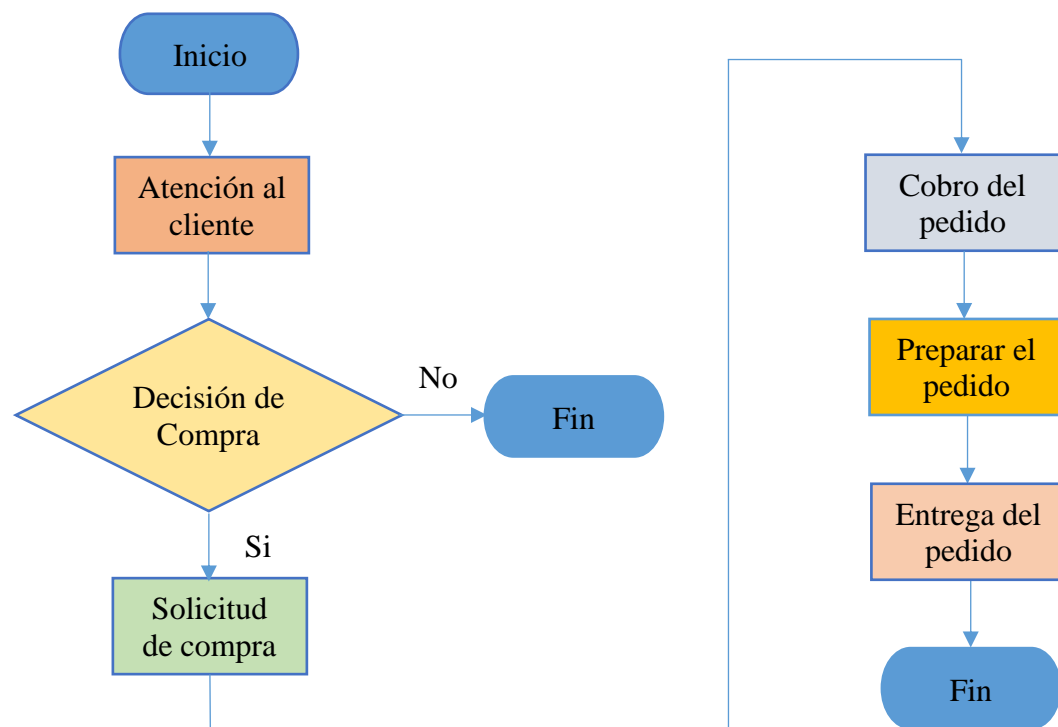 Inicio
Atención al
cliente
Decisión de
Compra
No
Fin
Si
Solicitud
de compra
Cobro del
pedido
Preparar el
pedido
Entrega del
pedido
Fin